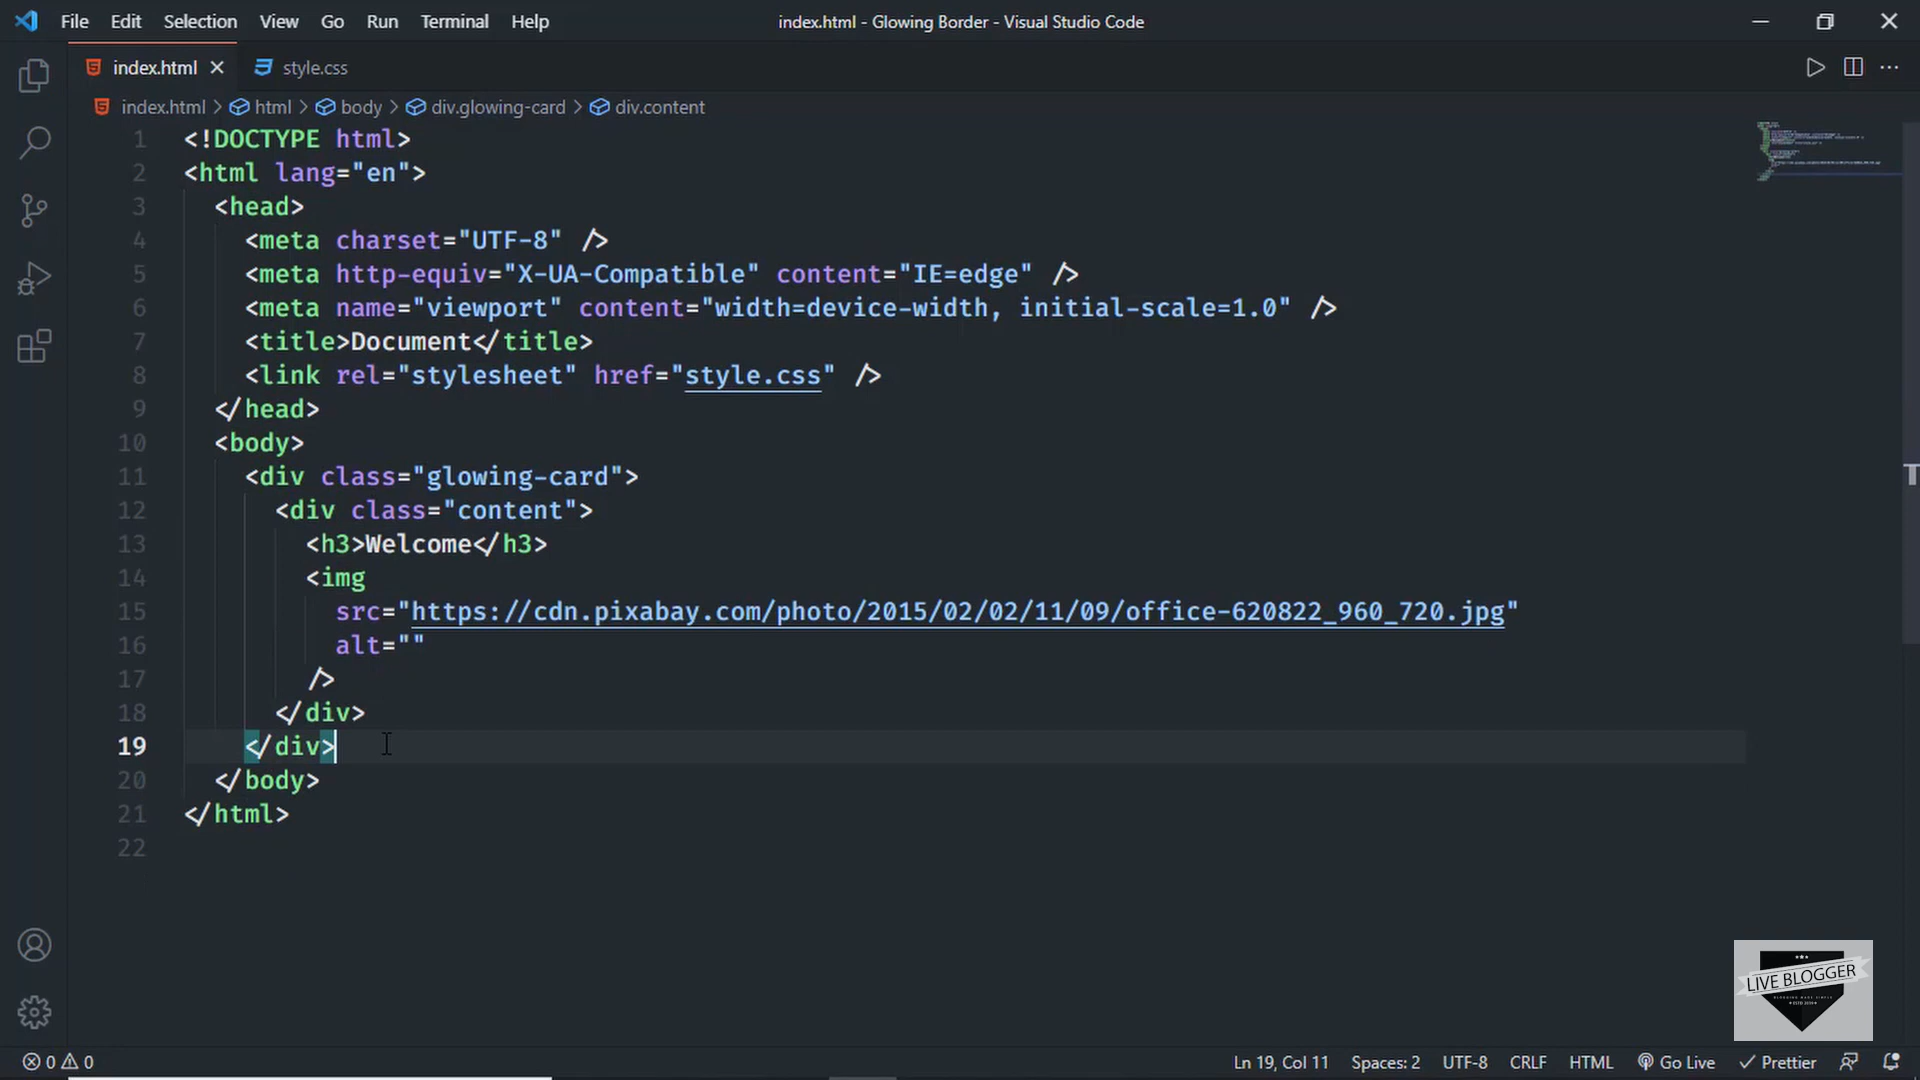 File Edit Selection View Go Run Terminal Help index.html - Glowing Border - Visual Studio Code
index.html style.css
index.html > html > body > div.glowing-card > div.content
1 <!DOCTYPE html>
2 <html lang="en">
3 <head>
4 <meta charset="UTF-8" />
5 <meta http-equiv="X-UA-Compatible" content="IE=edge" />
6 <meta name="viewport" content="width=device-width, initial-scale=1.0" />
7 <title>Document</title>
8 <link rel="stylesheet" href="style.css" />
9 </head>
10 <body>
11 <div class="glowing-card">
12 <div class="content">
13 <h3>Welcome</h3>
14 <img
15 src="https://cdn.pixabay.com/photo/2015/02/02/11/09/office-620822_960_720.jpg"
16 alt=""
17 />
18 </div>
19 </div>
20 </body>
21 </html>
22
LIVE BLOGGER
0 0 Ln 19, Col 11 Spaces: 2 UTF-8 CRLF HTML Go Live Prettier